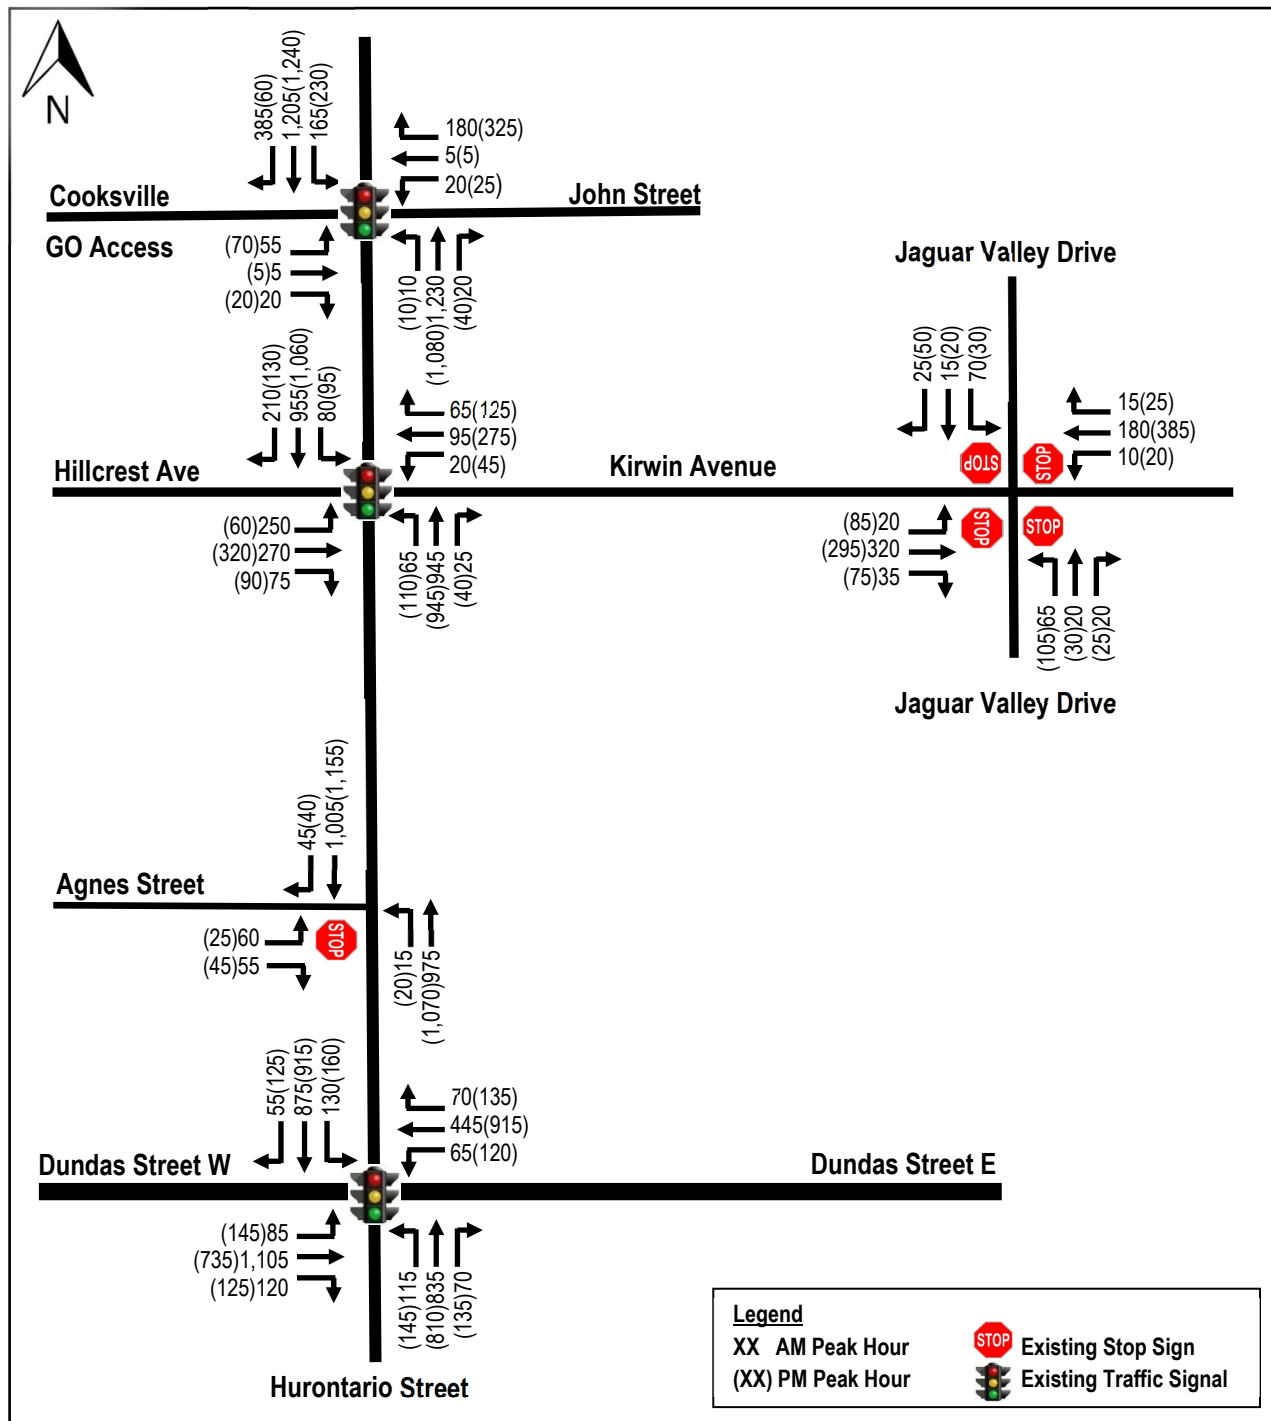 N
385(60)
1,205(1,240)
165(230)
180(325)
5(5)
20(25)
Cooksville
John Street
GO Access
(70)55
(5)5
(20)20
(10)10
(1,080)1,230
(40)20
Jaguar Valley Drive
210(130)
955(1,060)
80(95)
65(125)
95(275)
20(45)
25(50)
15(20)
70(30)
15(25)
180(385)
10(20)
Hillcrest Ave
Kirwin Avenue
STOP
STOP
(60)250
(320)270
(90)75
(110)65
(945)945
(40)25
(85)20
(295)320
(75)35
STOP
STOP
(105)65
(30)20
(25)20
Jaguar Valley Drive
45(40)
1,005(1,155)
Agnes Street
(25)60
(45)55
STOP
(20)15
(1,070)975
55(125)
875(915)
130(160)
70(135)
445(915)
65(120)
Dundas Street W
Dundas Street E
(145)85
(735)1,105
(125)120
(145)115
(810)835
(135)70
Hurontario Street
Legend
XX AM Peak Hour
STOP Existing Stop Sign
(XX) PM Peak Hour
Existing Traffic Signal